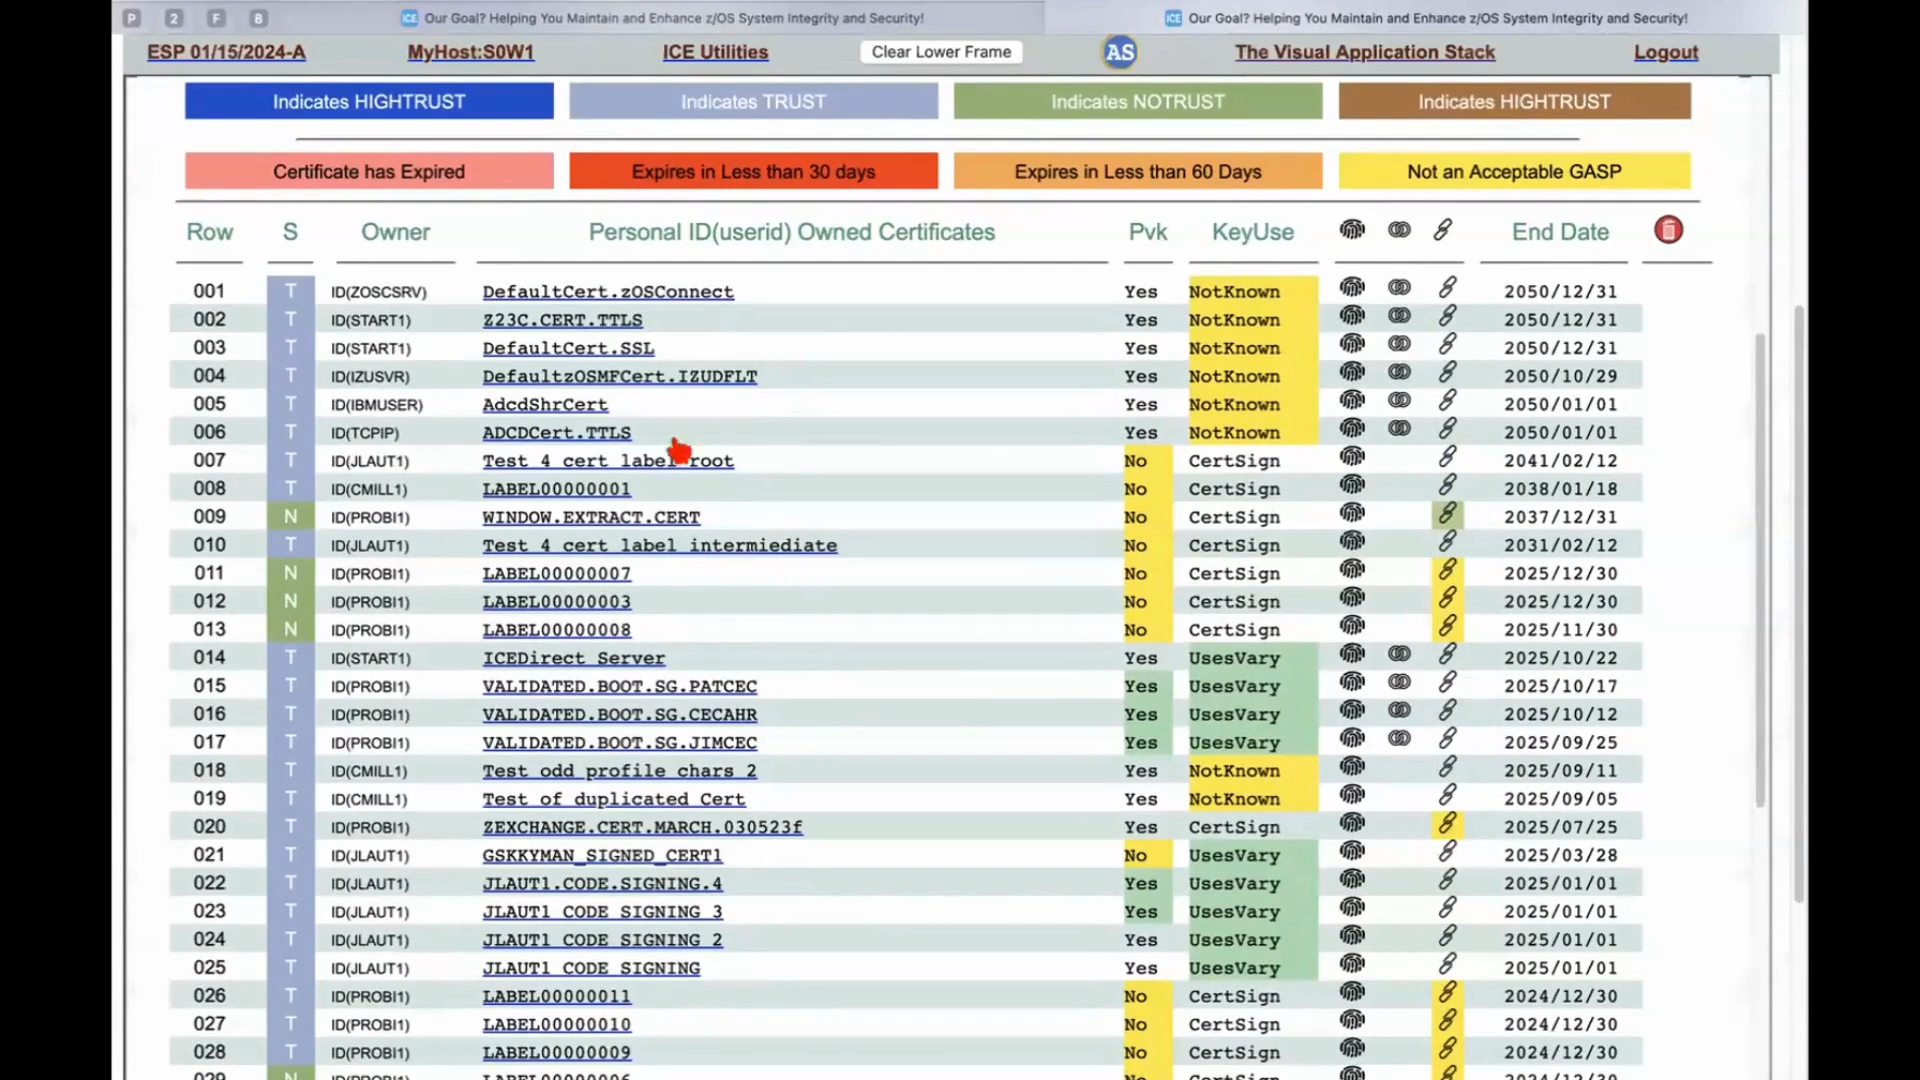 P 2 F B ICE Our Goal? Helping You Maintain and Enhance z/OS System Integrity and Security! ICE Our Goal? Helping You Maintain and Enhance z/OS System Integrity and Security!
ESP 01/15/2024-A MyHost:S0W1 ICE Utilities Clear Lower Frame AS The Visual Application Stack Logout
Indicates HIGHTRUST Indicates TRUST Indicates NOTRUST Indicates HIGHTRUST
Certificate has Expired Expires in Less than 30 days Expires in Less than 60 Days Not an Acceptable GASP
Row S Owner Personal ID(userid) Owned Certificates Pvk KeyUse End Date
001 T ID(ZOSCSRV) DefaultCert.zOSConnect Yes NotKnown 2050/12/31
002 T ID(START1) Z23C.CERT.TTLS Yes NotKnown 2050/12/31
003 T ID(START1) DefaultCert.SSL Yes NotKnown 2050/12/31
004 T ID(IZUSVR) DefaultzOSMFCert.IZUDFLT Yes NotKnown 2050/10/29
005 T ID(IBMUSER) AdcdShrCert Yes NotKnown 2050/01/01
006 T ID(TCPIP) ADCDCert.TTLS Yes NotKnown 2050/01/01
007 T ID(JLAUT1) Test 4 cert label root No CertSign 2041/02/12
008 T ID(CMILL1) LABEL00000001 No CertSign 2038/01/18
009 N ID(PROBI1) WINDOW.EXTRACT.CERT No CertSign 2037/12/31
010 T ID(JLAUT1) Test 4 cert label intermiediate No CertSign 2031/02/12
011 N ID(PROBI1) LABEL00000007 No CertSign 2025/12/30
012 N ID(PROBI1) LABEL00000003 No CertSign 2025/12/30
013 N ID(PROBI1) LABEL00000008 No CertSign 2025/11/30
014 T ID(START1) ICEDirect Server Yes UsesVary 2025/10/22
015 T ID(PROBI1) VALIDATED.BOOT.SG.PATCEC Yes UsesVary 2025/10/17
016 T ID(PROBI1) VALIDATED.BOOT.SG.CECAHR Yes UsesVary 2025/10/12
017 T ID(PROBI1) VALIDATED.BOOT.SG.JIMCEC Yes UsesVary 2025/09/25
018 T ID(CMILL1) Test odd profile chars 2 Yes NotKnown 2025/09/11
019 T ID(CMILL1) Test of duplicated Cert Yes NotKnown 2025/09/05
020 T ID(PROBI1) ZEXCHANGE.CERT.MARCH.030523f Yes CertSign 2025/07/25
021 T ID(JLAUT1) GSKKYMAN_SIGNED_CERT1 No UsesVary 2025/03/28
022 T ID(JLAUT1) JLAUT1.CODE.SIGNING.4 Yes UsesVary 2025/01/01
023 T ID(JLAUT1) JLAUT1 CODE SIGNING 3 Yes UsesVary 2025/01/01
024 T ID(JLAUT1) JLAUT1 CODE SIGNING 2 Yes UsesVary 2025/01/01
025 T ID(JLAUT1) JLAUT1 CODE SIGNING Yes UsesVary 2025/01/01
026 T ID(PROBI1) LABEL00000011 No CertSign 2024/12/30
027 T ID(PROBI1) LABEL00000010 No CertSign 2024/12/30
028 T ID(PROBI1) LABEL00000009 No CertSign 2024/12/30
029 N ID(PROBI1) LABEL00000006 No CertSign 2024/12/30